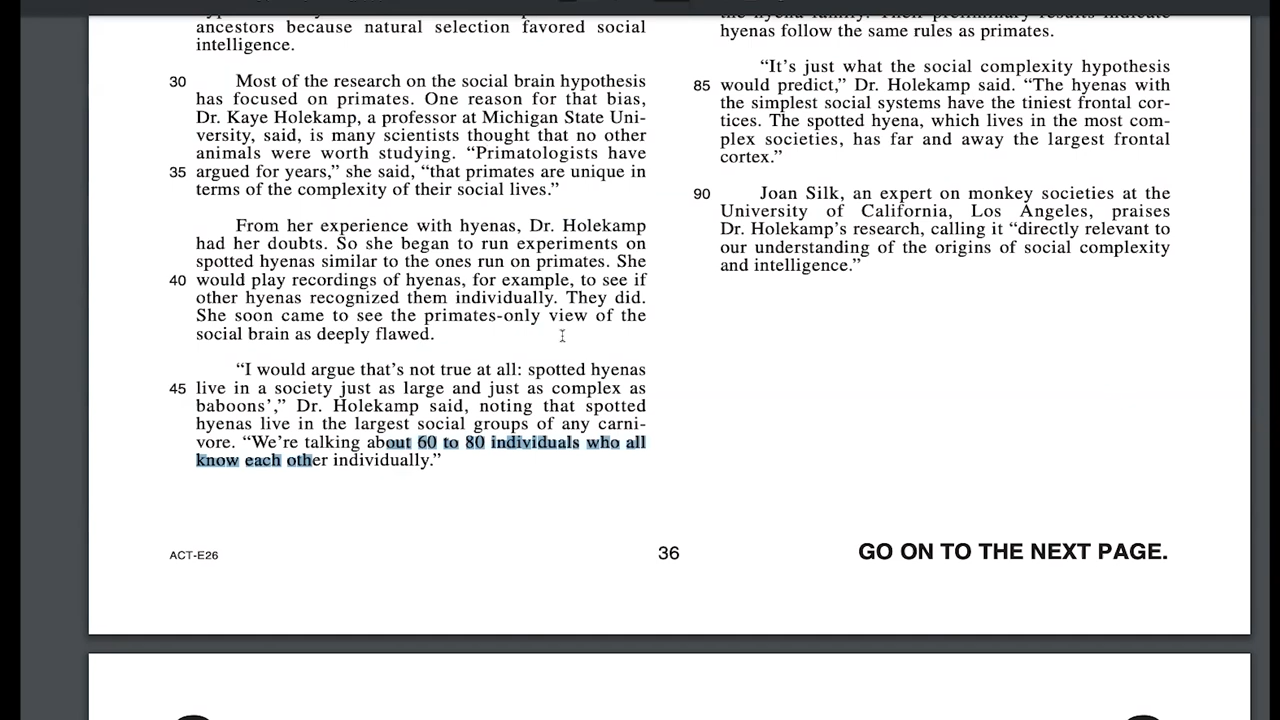 ancestors because natural selection favored social
intelligence.
30 Most of the research on the social brain hypothesis
has focused on primates. One reason for that bias,
Dr. Kaye Holekamp, a professor at Michigan State Uni-
versity, said, is many scientists thought that no other
animals were worth studying. “Primatologists have
35 argued for years,” she said, “that primates are unique in
terms of the complexity of their social lives.”
From her experience with hyenas, Dr. Holekamp
had her doubts. So she began to run experiments on
spotted hyenas similar to the ones run on primates. She
40 would play recordings of hyenas, for example, to see if
other hyenas recognized them individually. They did.
She soon came to see the primates-only view of the
social brain as deeply flawed.
“I would argue that’s not true at all: spotted hyenas
45 live in a society just as large and just as complex as
baboons’,” Dr. Holekamp said, noting that spotted
hyenas live in the largest social groups of any carni-
vore. “We’re talking about 60 to 80 individuals who all
know each other individually.”
the hyena family. Their preliminary results indicate
hyenas follow the same rules as primates.
“It’s just what the social complexity hypothesis
85 would predict,” Dr. Holekamp said. “The hyenas with
the simplest social systems have the tiniest frontal cor-
tices. The spotted hyena, which lives in the most com-
plex societies, has far and away the largest frontal
cortex.”
90 Joan Silk, an expert on monkey societies at the
University of California, Los Angeles, praises
Dr. Holekamp’s research, calling it “directly relevant to
our understanding of the origins of social complexity
and intelligence.”
ACT-E26
36
GO ON TO THE NEXT PAGE.